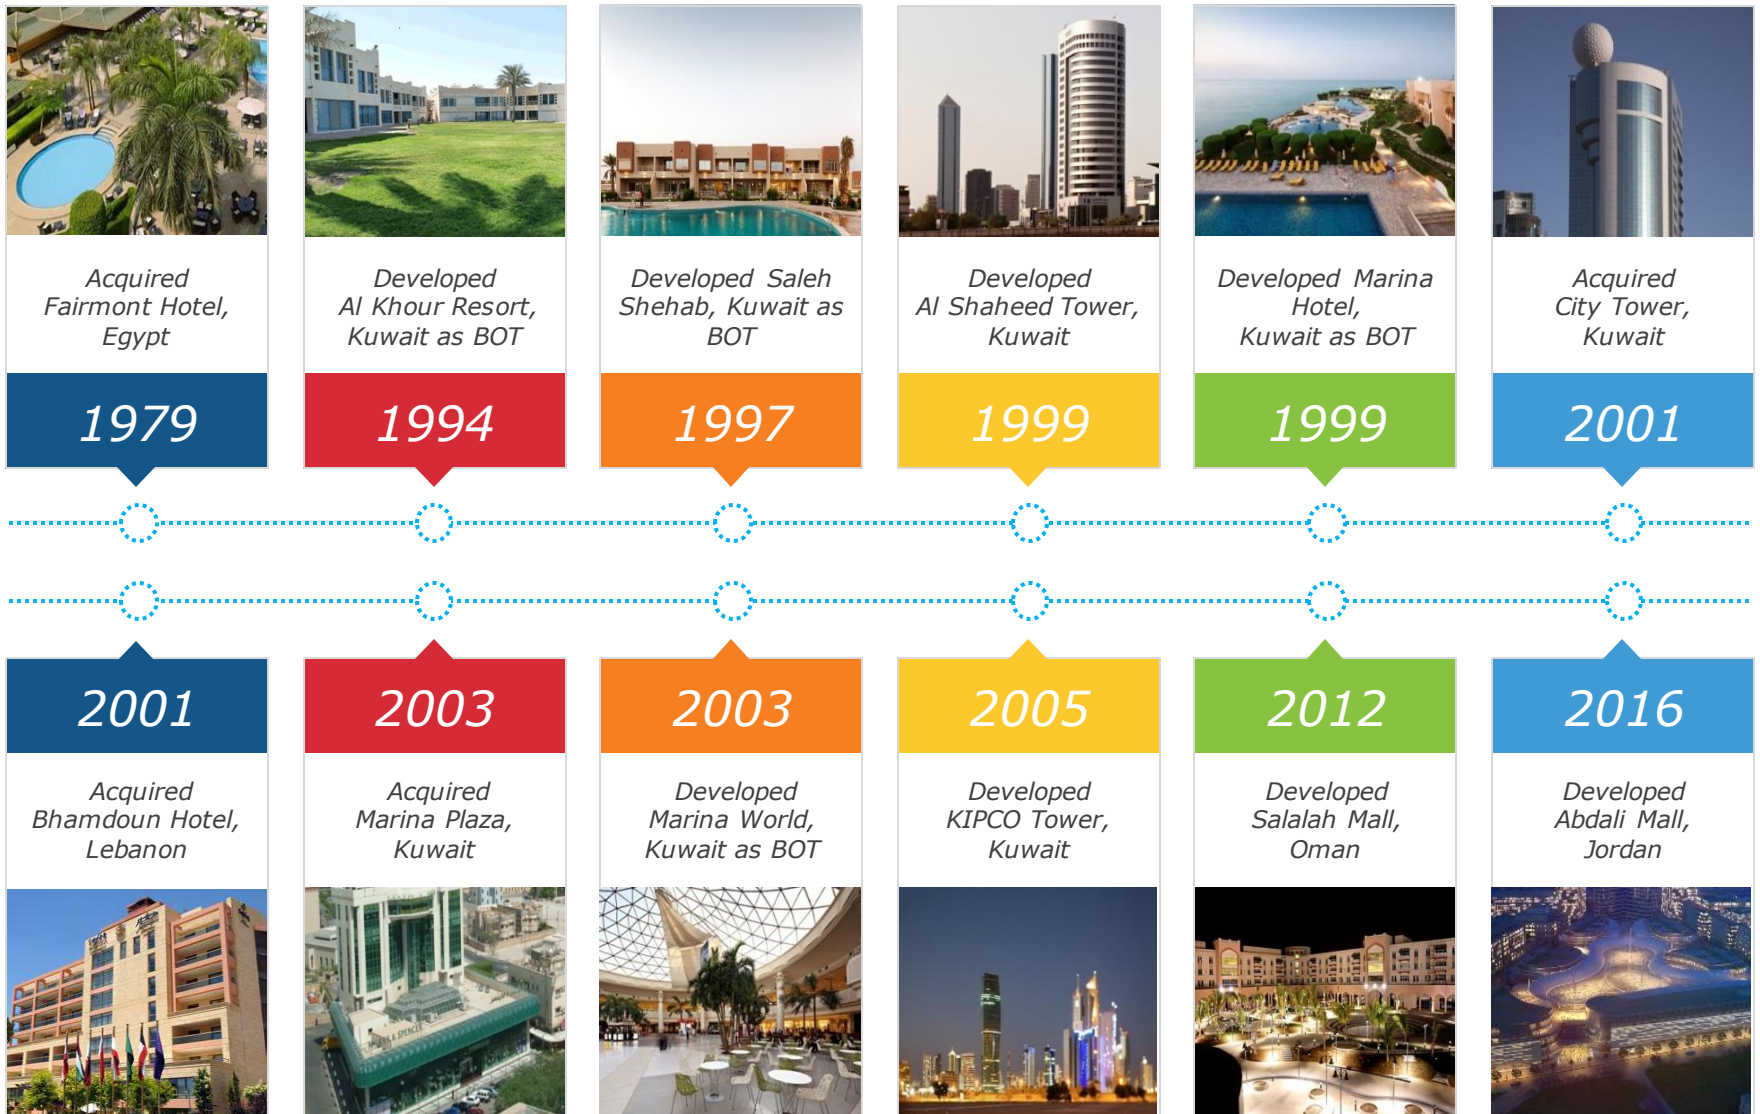 Acquired
Fairmont Hotel,
Egypt
1979
Developed
Al Khour Resort,
Kuwait as BOT
1994
Developed Saleh
Shehab, Kuwait as
BOT
1997
Developed
Al Shaheed Tower,
Kuwait
1999
Developed Marina
Hotel,
Kuwait as BOT
1999
Acquired
City Tower,
Kuwait
2001
2001
Acquired
Bhamdoun Hotel,
Lebanon
2003
Acquired
Marina Plaza,
Kuwait
MARKS & SPENCER
2003
Developed
Marina World,
Kuwait as BOT
2005
Developed
KIPCO Tower,
Kuwait
2012
Developed
Salalah Mall,
Oman
2016
Developed
Abdali Mall,
Jordan